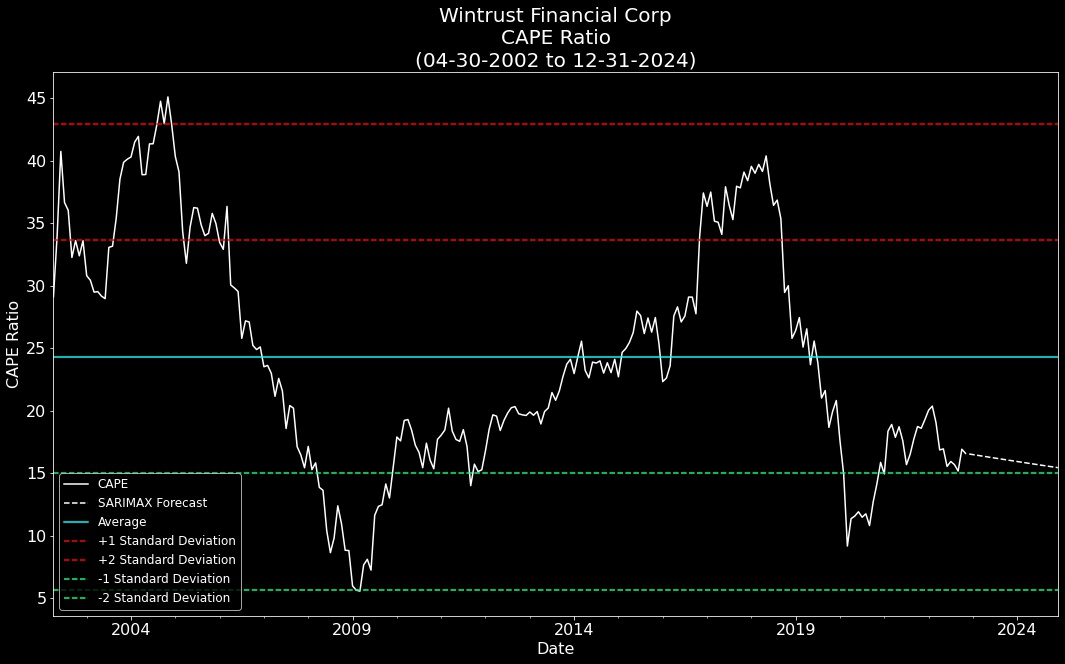 Wintrust Financial Corp
CAPE Ratio
(04-30-2002 to 12-31-2024)
CAPE Ratio
45
40
35
30
25
20
15
10
5
CAPE
SARIMAX Forecast
Average
+1 Standard Deviation
+2 Standard Deviation
-1 Standard Deviation
-2 Standard Deviation
2004 2009 2014 2019 2024
Date